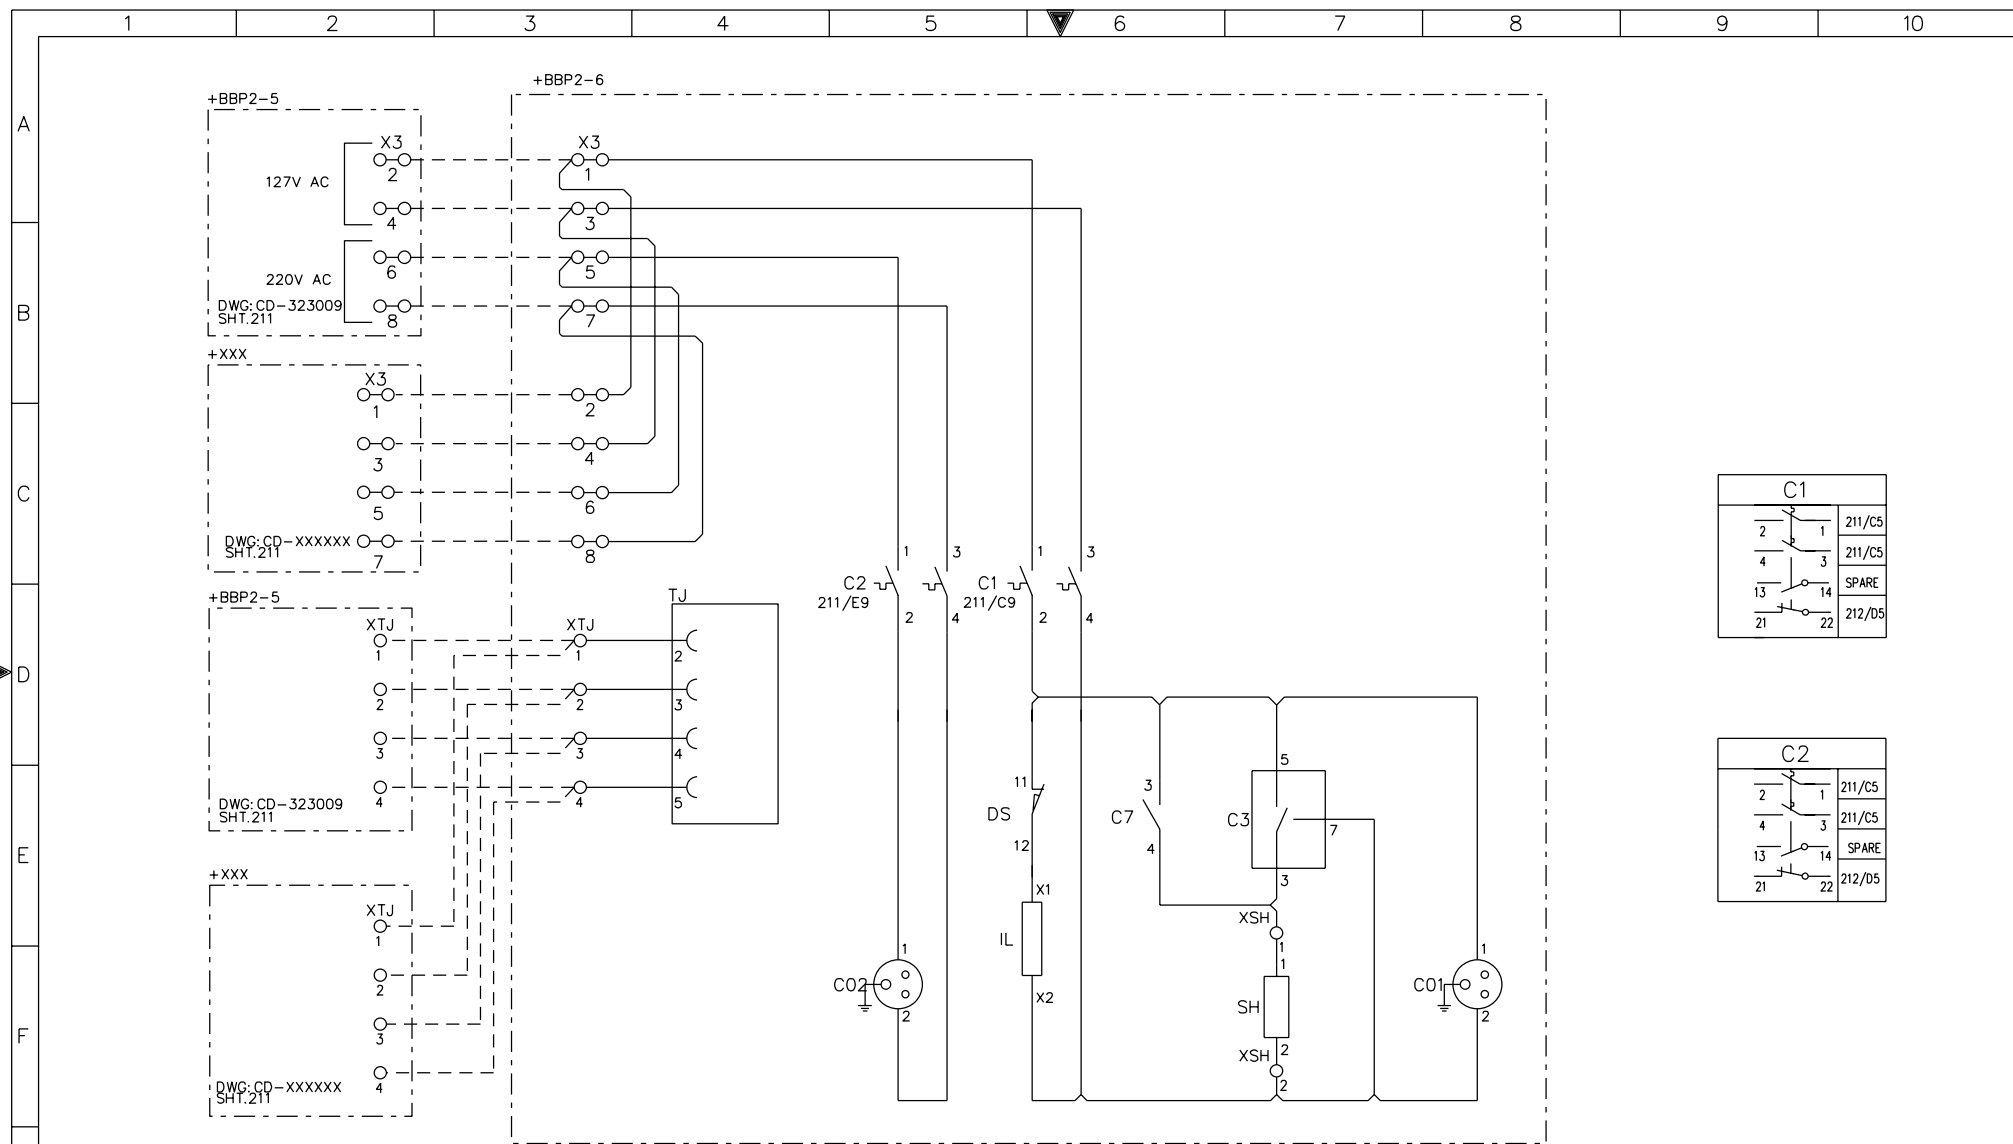 1 2 3 4 5 6 7 8 9 10
A
B
C
D
E
F
+BBP2-5
X3
127V AC
2
4
220V AC
6
8
DWG:CD-323009
SHT.211
+XXX
X3
1
3
5
DWG:CD-XXXXXX
SHT.211
7
+BBP2-5
XTJ
1
2
3
4
DWG:CD-323009
SHT.211
+XXX
XTJ
1
2
3
4
DWG:CD-XXXXXX
SHT.211
+BBP2-6
X3
1
3
5
7
2
4
6
8
XTJ
1
2
3
4
TJ
2
3
4
5
C2
211/E9
1 3
2 4
C1
211/C9
1 3
2 4
11
DS
12
X1
IL
X2
3
C7
4
5
C3
7
3
XSH
1
1
SH
2
XSH
2
CO2
1
2
CO1
1
2
C1
2 1 211/C5
4 3 211/C5
13 14 SPARE
21 22 212/D5
C2
2 1 211/C5
4 3 211/C5
13 14 SPARE
21 22 212/D5